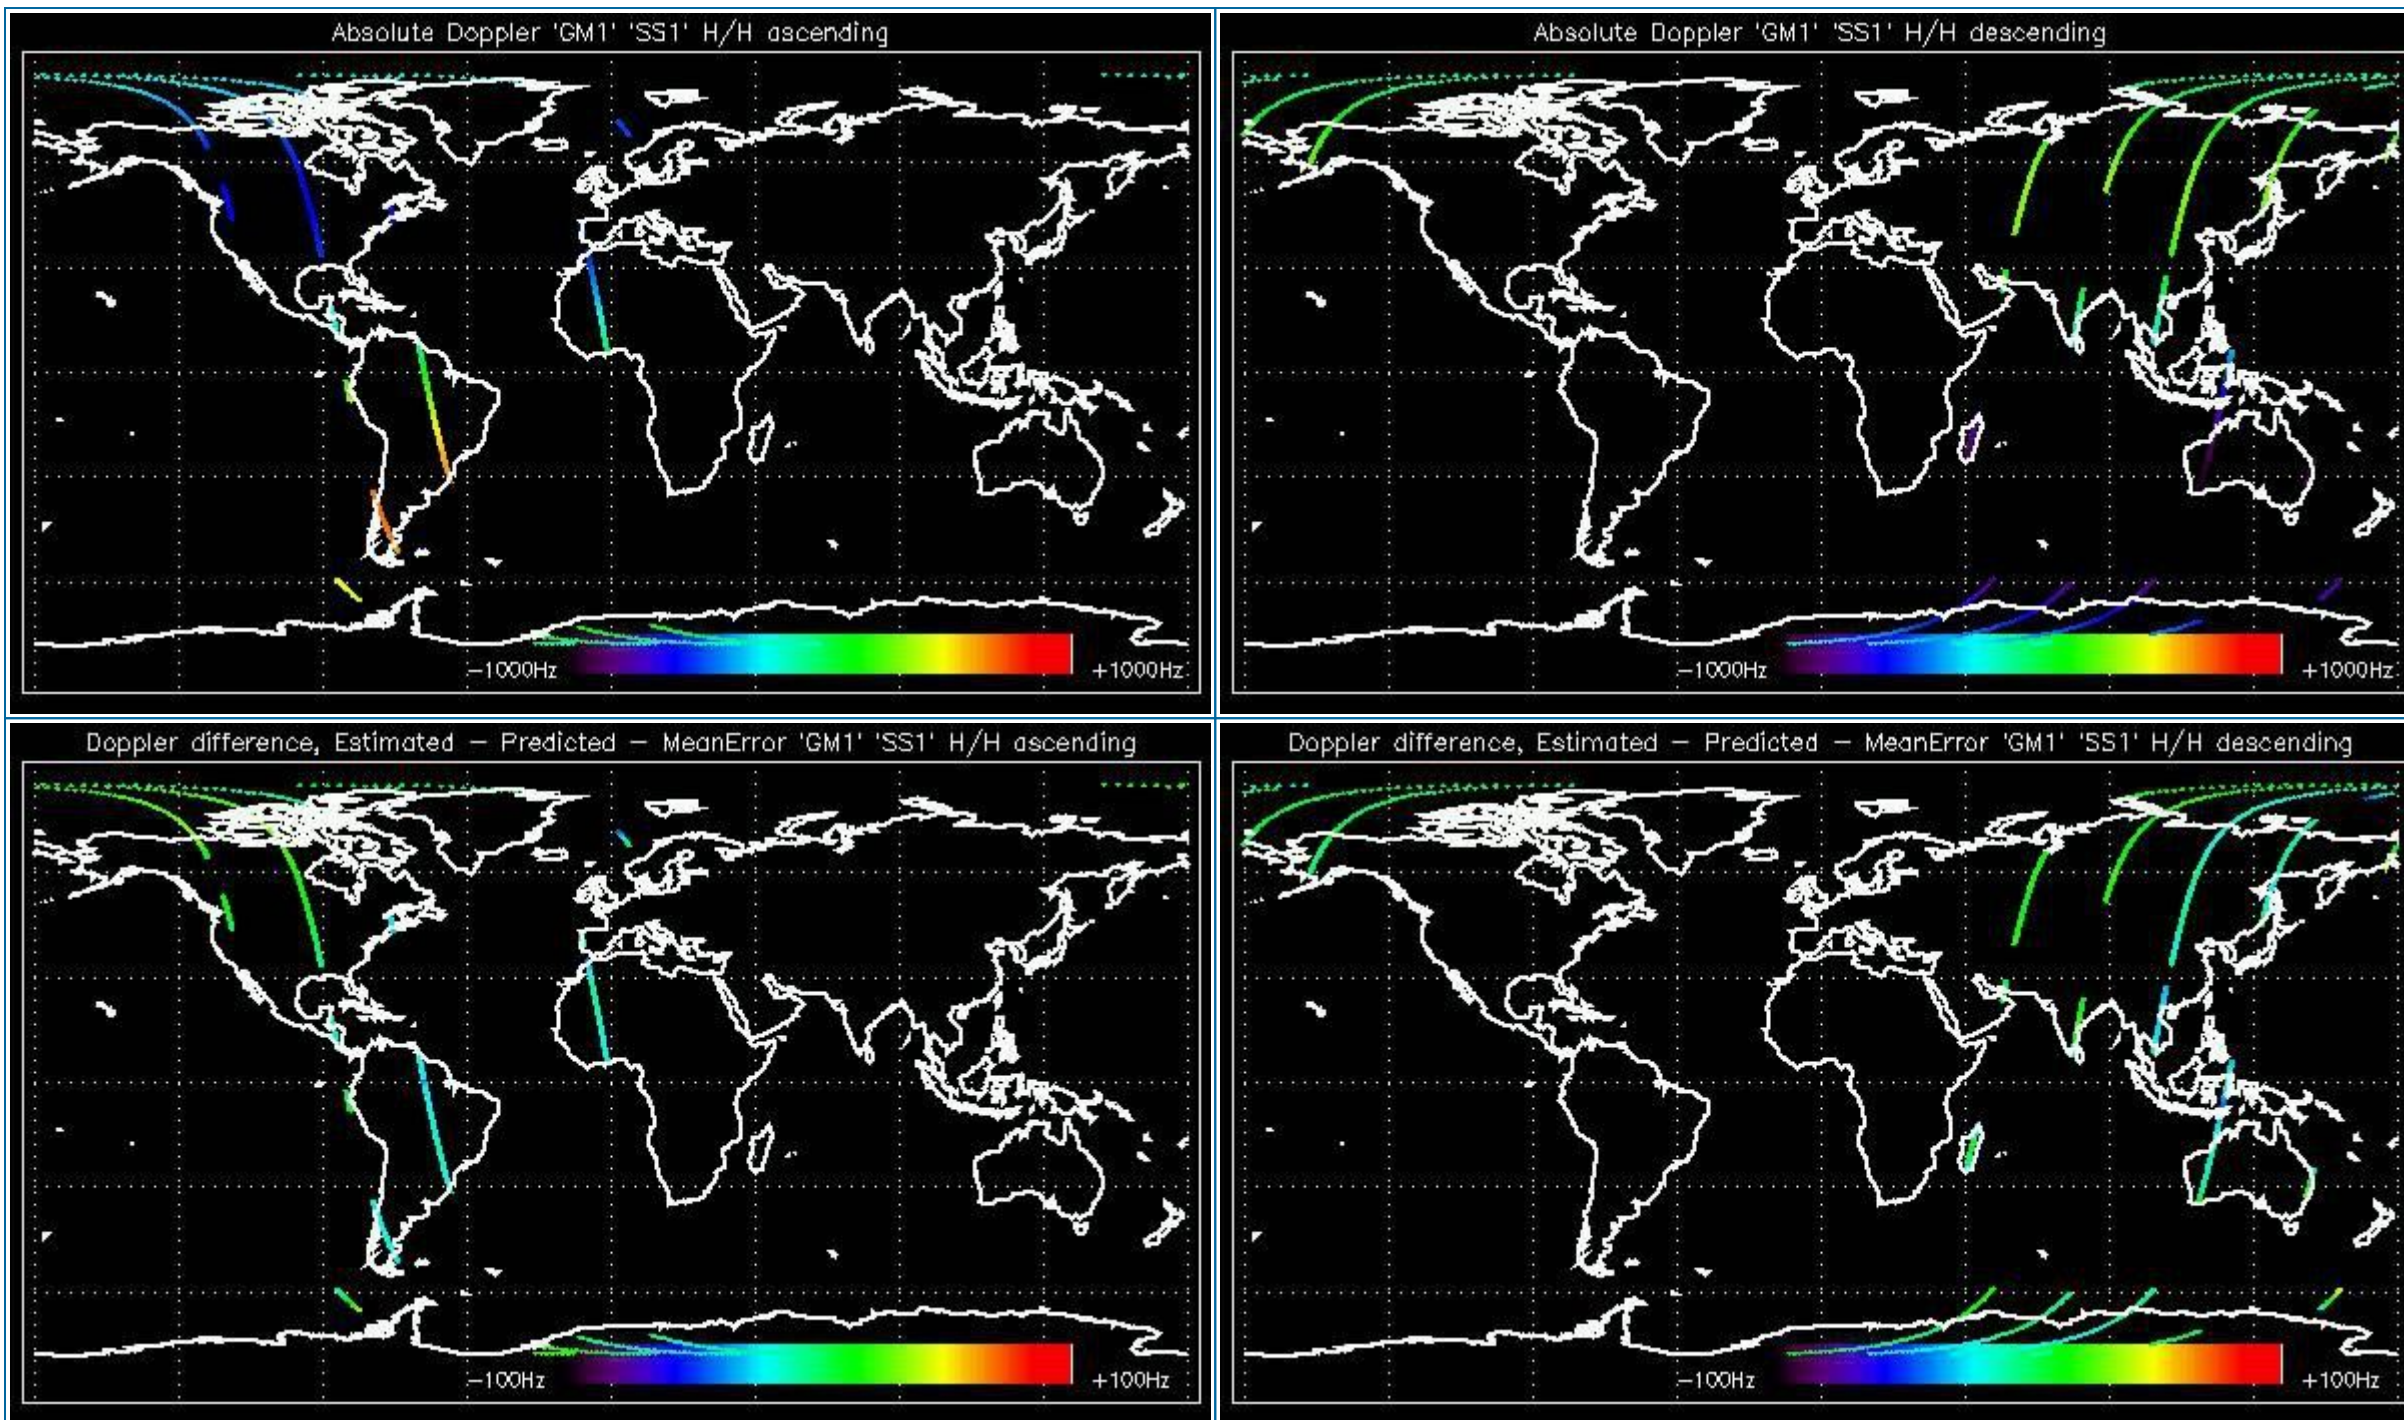 Absolute Doppler 'GM1' 'SS1' H/H ascending
-1000Hz
+1000Hz
Absolute Doppler 'GM1' 'SS1' H/H descending
-1000Hz
+1000Hz
Doppler difference, Estimated - Predicted - MeanError 'GM1' 'SS1' H/H ascending
-100Hz
+100Hz
Doppler difference, Estimated - Predicted - MeanError 'GM1' 'SS1' H/H descending
-100Hz
+100Hz